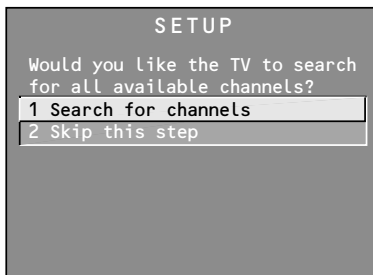 SETUP
Would you like the TV to search
for all available channels?
1 Search for channels
2 Skip this step